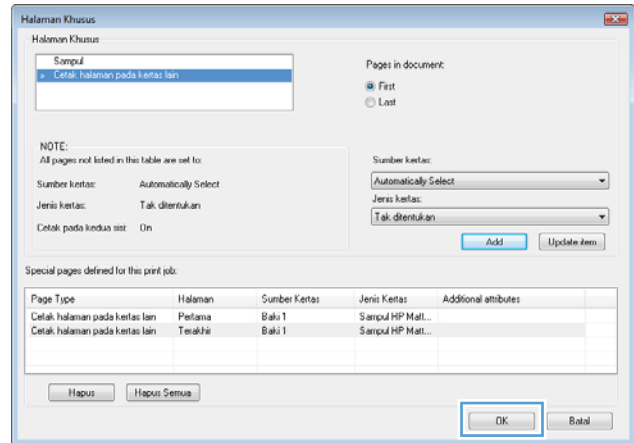 Halaman Khusus
Halaman Khusus
Sampul
» Cetak halaman pada kertas lain
Pages in document:
First
Last
NOTE:
All pages not listed in this table are set to:
Sumber kertas: Automatically Select
Jenis kertas: Tak ditentukan
Cetak pada kedua sisi: On
Sumber kertas:
Automatically Select
Jenis kertas:
Tak ditentukan
Add Update item
Special pages defined for this print job:
Page Type Halaman Sumber Kertas Jenis Kertas Additional attributes
Cetak halaman pada kertas lain Pertama Baki 1 Sampul HP Matt...
Cetak halaman pada kertas lain Terakhir Baki 1 Sampul HP Matt...
Hapus Hapus Semua
OK Batal